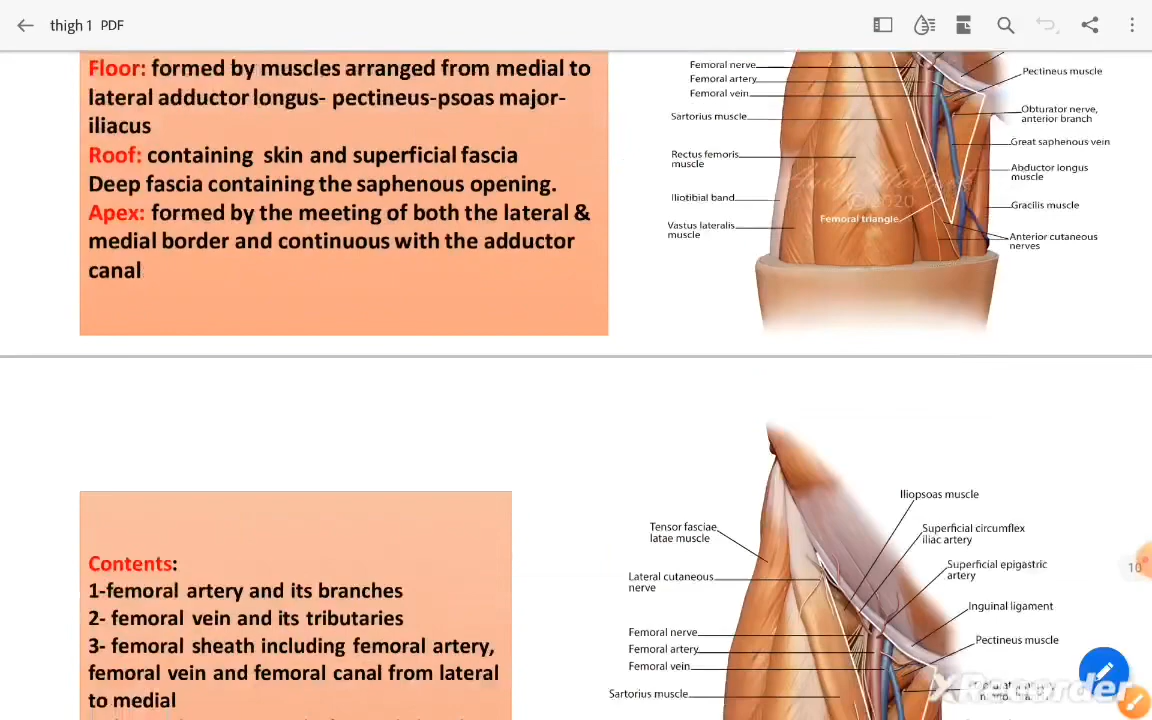 thigh 1 PDF
Floor: formed by muscles arranged from medial to
lateral adductor longus- pectineus-psoas major-
iliacus
Roof: containing skin and superficial fascia
Deep fascia containing the saphenous opening.
Apex: formed by the meeting of both the lateral &
medial border and continuous with the adductor
canal
Femoral nerve
Femoral artery
Femoral vein
Sartorius muscle
Rectus femoris
muscle
Iliotibial band
Vastus lateralis
muscle
Femoral triangle
© 2020
Pectineus muscle
Obturator nerve,
anterior branch
Great saphenous vein
Abductor longus
muscle
Gracilis muscle
Anterior cutaneous
nerves
Contents:
1-femoral artery and its branches
2- femoral vein and its tributaries
3- femoral sheath including femoral artery,
femoral vein and femoral canal from lateral
to medial
Tensor fasciae
latae muscle
Lateral cutaneous
nerve
Femoral nerve
Femoral artery
Femoral vein
Sartorius muscle
Iliopsoas muscle
Superficial circumflex
iliac artery
Superficial epigastric
artery
Inguinal ligament
Pectineus muscle
10
XRecorder